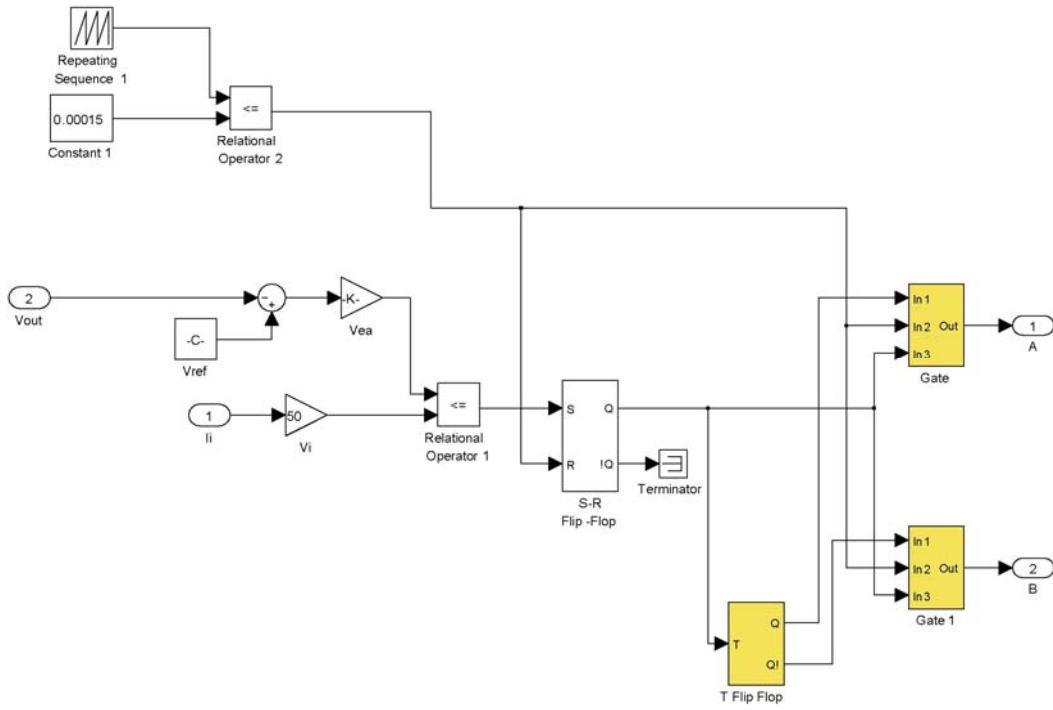 Repeating
Sequence 1
0.00015
Constant 1
<=
Relational
Operator 2
2
Vout
-C-
Vref
-K-
Vea
1
Ii
50
Vi
<=
Relational
Operator 1
S
R
Q
!Q
S-R
Flip -Flop
Terminator
T
Q
Q!
T Flip Flop
In1
In2
In3
Out
Gate
1
A
In1
In2
In3
Out
Gate 1
2
B